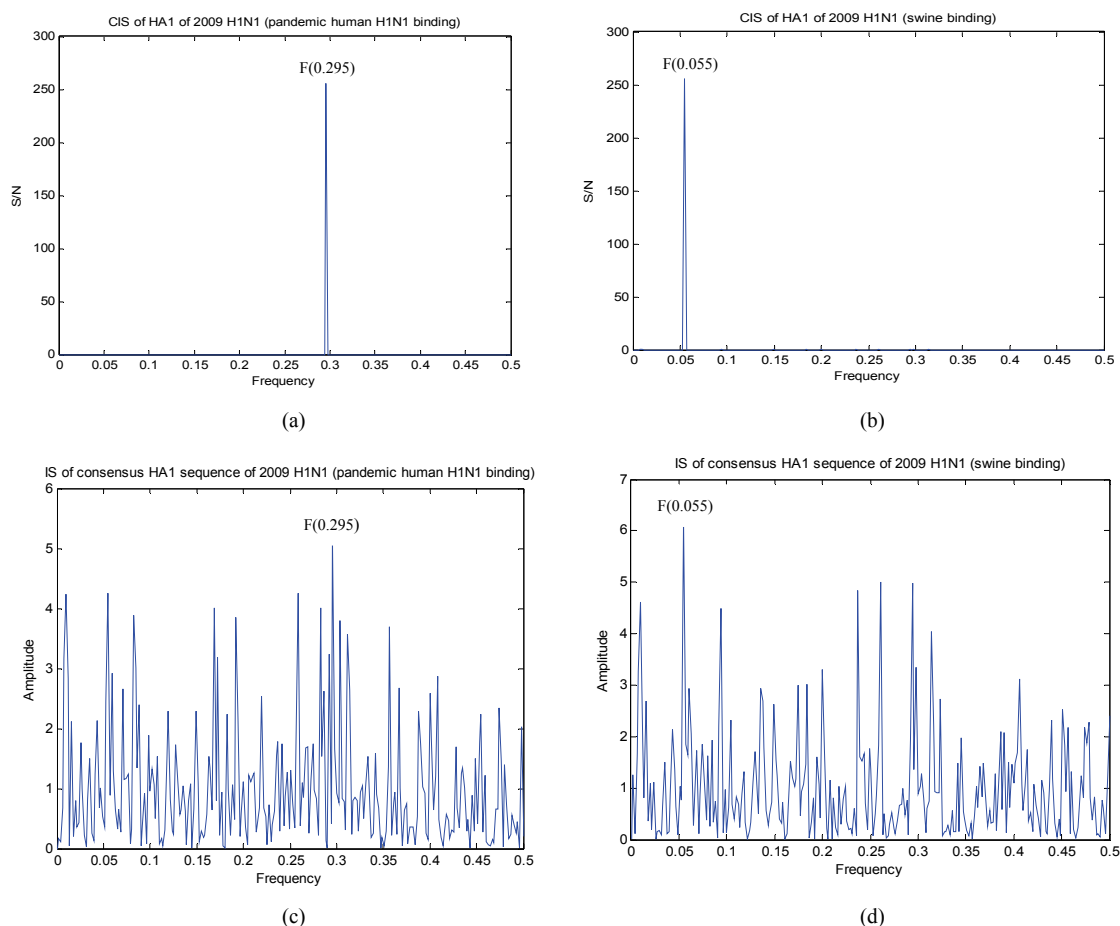 CIS of HA1 of 2009 H1N1 (pandemic human H1N1 binding)
300
250
200
150
100
50
0
S/N
F(0.295)
0 0.05 0.1 0.15 0.2 0.25 0.3 0.35 0.4 0.45 0.5
Frequency
(a)
CIS of HA1 of 2009 H1N1 (swine binding)
300
250
200
150
100
50
0
S/N
F(0.055)
0 0.05 0.1 0.15 0.2 0.25 0.3 0.35 0.4 0.45 0.5
Frequency
(b)
IS of consensus HA1 sequence of 2009 H1N1 (pandemic human H1N1 binding)
6
5
4
3
2
1
0
Amplitude
F(0.295)
0 0.05 0.1 0.15 0.2 0.25 0.3 0.35 0.4 0.45 0.5
Frequency
(c)
IS of consensus HA1 sequence of 2009 H1N1 (swine binding)
7
6
5
4
3
2
1
0
Amplitude
F(0.055)
0 0.05 0.1 0.15 0.2 0.25 0.3 0.35 0.4 0.45 0.5
Frequency
(d)